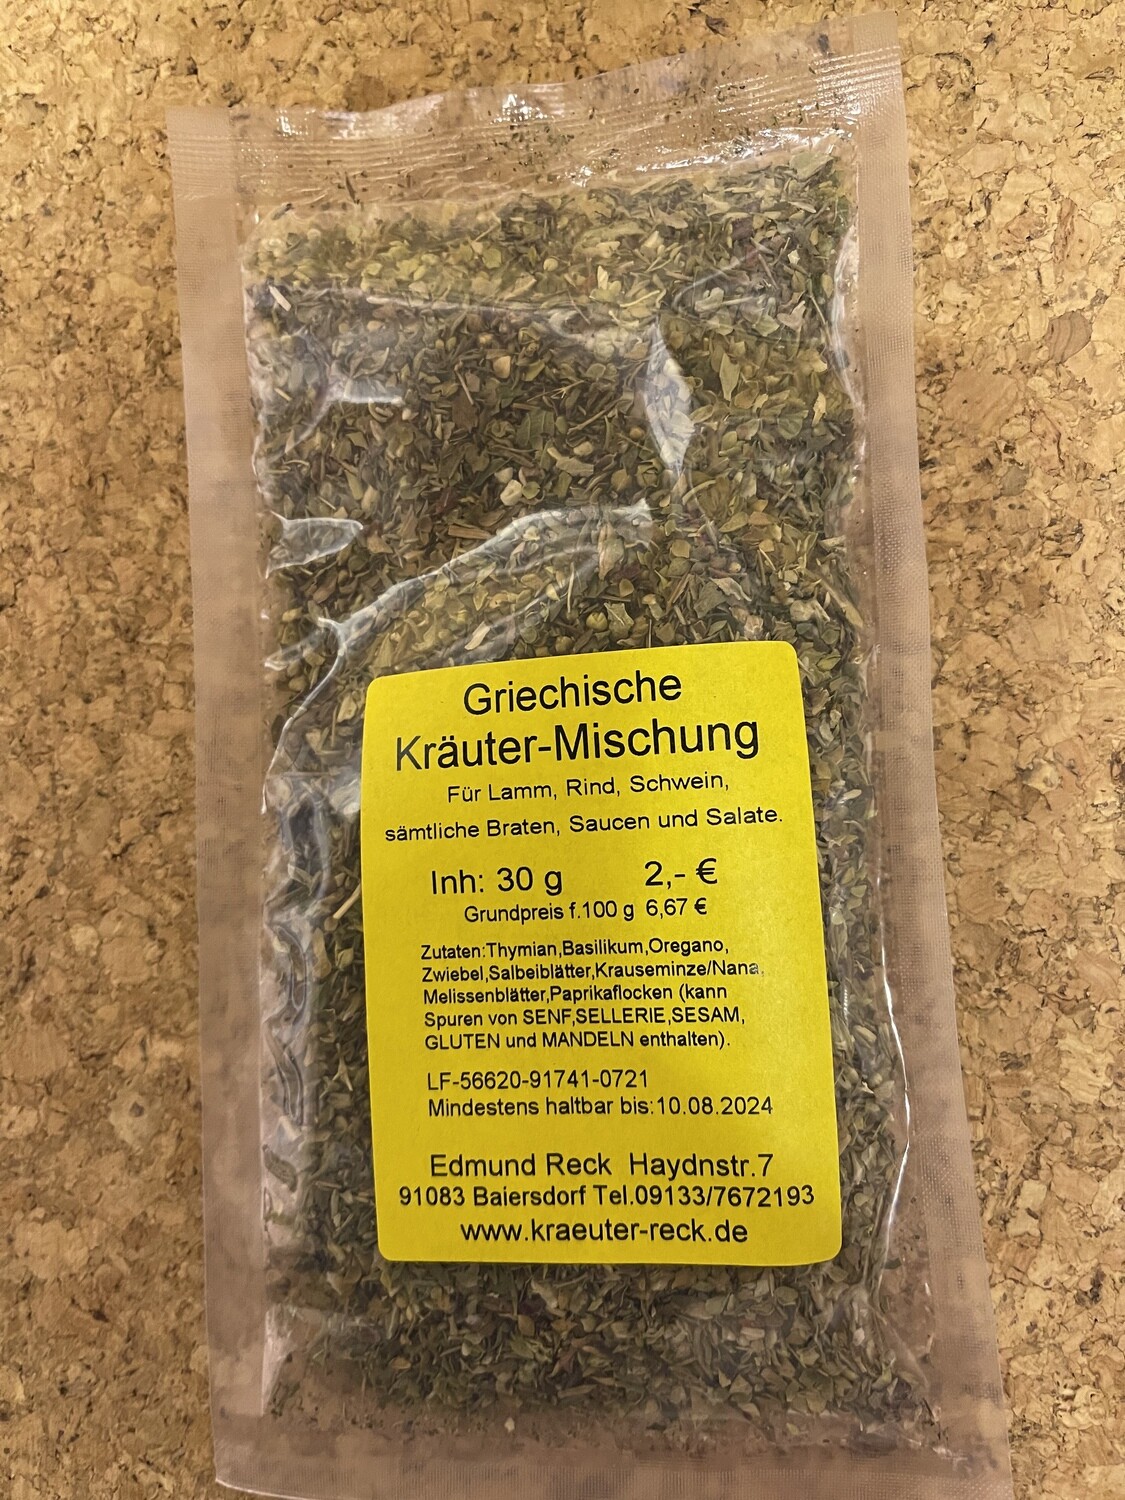 Griechische
Kräuter-Mischung
Für Lamm, Rind, Schwein,
sämtliche Braten, Saucen und Salate.
Inh: 30 g 2,- €
Grundpreis f.100 g 6,67 €
Zutaten:Thymian,Basilikum,Oregano,
Zwiebel,Salbeiblätter,Krauseminze/Nana,
Melissenblätter,Paprikaflocken (kann
Spuren von SENF,SELLERIE,SESAM,
GLUTEN und MANDELN enthalten).
LF-56620-91741-0721
Mindestens haltbar bis:10.08.2024
Edmund Reck Haydnstr.7
91083 Baiersdorf Tel.09133/7672193
www.kraeuter-reck.de